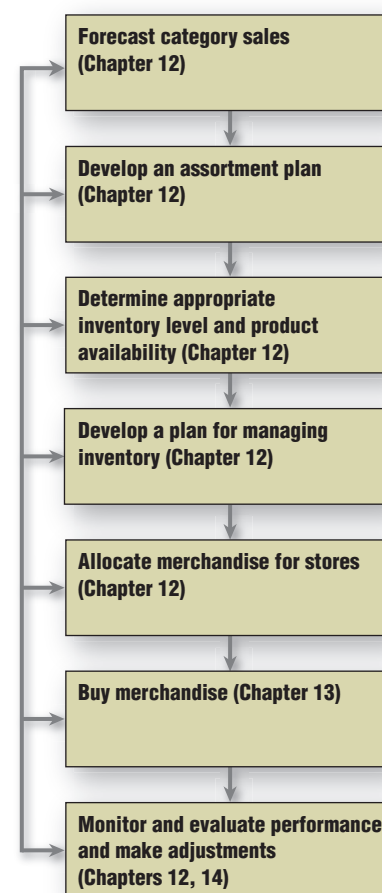 Forecast category sales
(Chapter 12)
Develop an assortment plan
(Chapter 12)
Determine appropriate
inventory level and product
availability (Chapter 12)
Develop a plan for managing
inventory (Chapter 12)
Allocate merchandise for stores
(Chapter 12)
Buy merchandise (Chapter 13)
Monitor and evaluate performance
and make adjustments
(Chapters 12, 14)